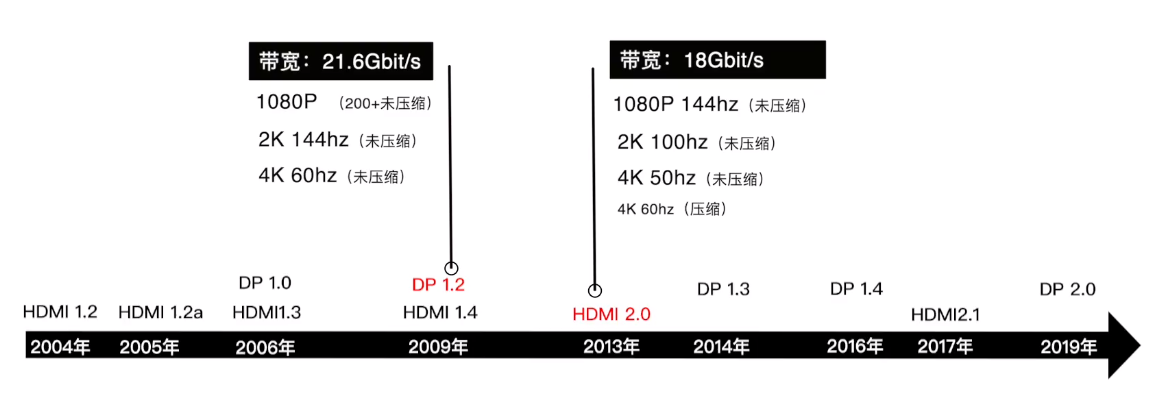 带宽：21.6Gbit/s
1080P （200+未压缩）
2K 144hz（未压缩）
4K 60hz（未压缩）
带宽：18Gbit/s
1080P 144hz（未压缩）
2K 100hz（未压缩）
4K 50hz（未压缩）
4K 60hz（压缩）
DP 1.0 DP 1.2 DP 1.3 DP 1.4 DP 2.0
HDMI 1.2 HDMI 1.2a HDMI1.3 HDMI 1.4 HDMI 2.0 HDMI2.1
2004年 2005年 2006年 2009年 2013年 2014年 2016年 2017年 2019年